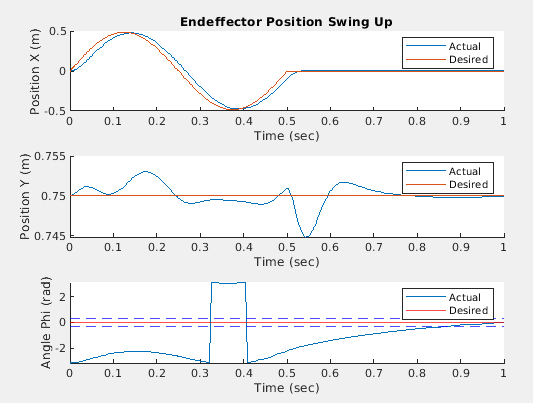 Endeffector Position Swing Up
Position X (m)
0.5
0
-0.5
Actual
Desired
0 0.1 0.2 0.3 0.4 0.5 0.6 0.7 0.8 0.9 1
Time (sec)
Position Y (m)
0.755
0.75
0.745
Actual
Desired
0 0.1 0.2 0.3 0.4 0.5 0.6 0.7 0.8 0.9 1
Time (sec)
Angle Phi (rad)
2
0
-2
Actual
Desired
0 0.1 0.2 0.3 0.4 0.5 0.6 0.7 0.8 0.9 1
Time (sec)